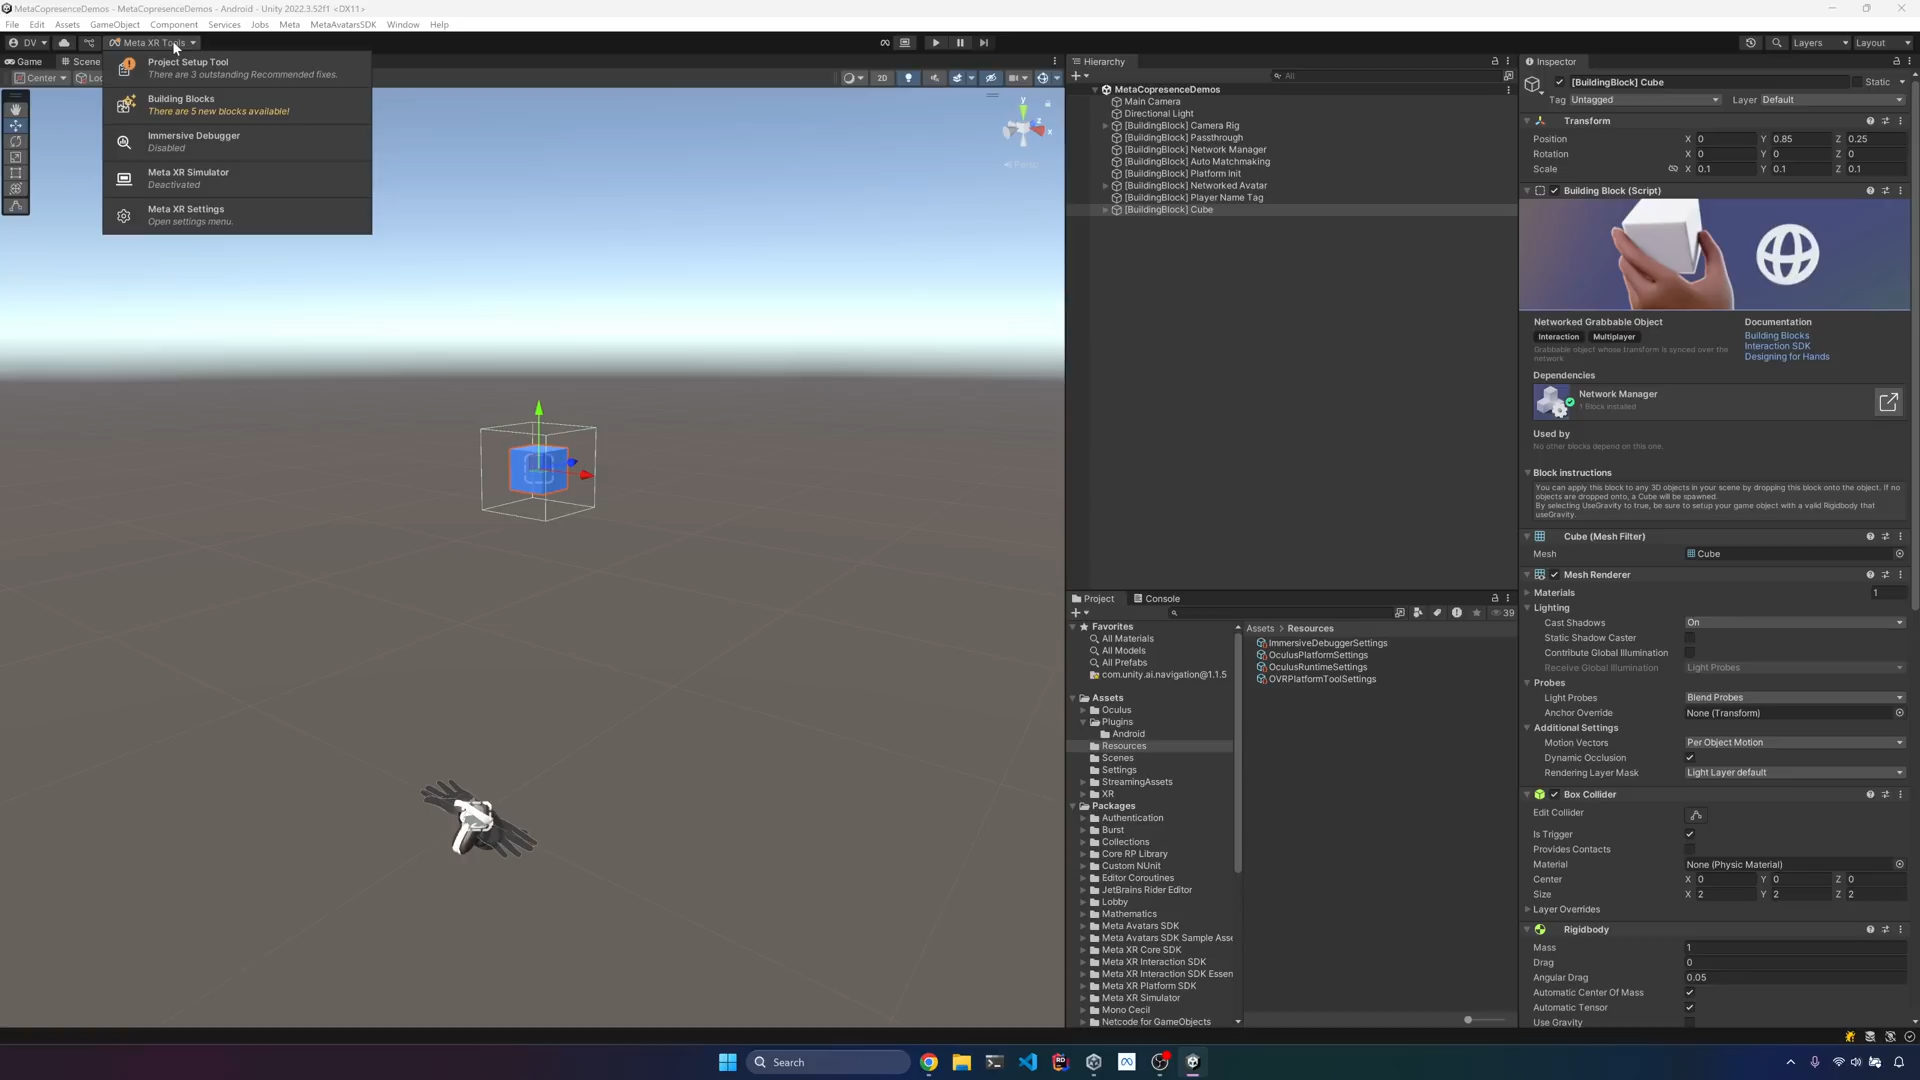 MetaCopresenceDemos - MetaCopresenceDemos - Android - Unity 2022.3.52f1 <DX11>
File Edit Assets GameObject Component Services Jobs Meta MetaAvatarsSDK Window Help
DV Meta XR Tools Layers Layout
Game Scene
Center Loc 2D
Project Setup Tool
There are 3 outstanding Recommended fixes.
Building Blocks
There are 5 new blocks available!
Immersive Debugger
Disabled
Meta XR Simulator
Deactivated
Meta XR Settings
Open settings menu.
y
z
x
Persp
Hierarchy
All
MetaCopresenceDemos
Main Camera
Directional Light
[BuildingBlock] Camera Rig
[BuildingBlock] Passthrough
[BuildingBlock] Network Manager
[BuildingBlock] Auto Matchmaking
[BuildingBlock] Platform Init
[BuildingBlock] Networked Avatar
[BuildingBlock] Player Name Tag
[BuildingBlock] Cube
Project Console
39
Favorites
All Materials
All Models
All Prefabs
com.unity.ai.navigation@1.1.5
Assets
Oculus
Plugins
Android
Resources
Scenes
Settings
StreamingAssets
XR
Packages
Authentication
Burst
Collections
Core RP Library
Custom NUnit
Editor Coroutines
JetBrains Rider Editor
Lobby
Mathematics
Meta Avatars SDK
Meta Avatars SDK Sample Asse
Meta XR Core SDK
Meta XR Interaction SDK
Meta XR Interaction SDK Essen
Meta XR Platform SDK
Meta XR Simulator
Mono Cecil
Netcode for GameObjects
Assets > Resources
ImmersiveDebuggerSettings
OculusPlatformSettings
OculusRuntimeSettings
OVRPlatformToolSettings
Inspector
[BuildingBlock] Cube Static
Tag Untagged Layer Default
Transform
Position X 0 Y 0.85 Z 0.25
Rotation X 0 Y 0 Z 0
Scale X 0.1 Y 0.1 Z 0.1
Building Block (Script)
Networked Grabbable Object
Interaction Multiplayer
Grabbable object whose transform is synced over the
network
Documentation
Building Blocks
Interaction SDK
Designing for Hands
Dependencies
Network Manager
1 Block installed
Used by
No other blocks depend on this one.
Block instructions
You can apply this block to any 3D objects in your scene by dropping this block onto the object. If no
objects are dropped onto, a Cube will be spawned.
By selecting UseGravity to true, be sure to setup your game object with a valid Rigidbody that
useGravity.
Cube (Mesh Filter)
Mesh Cube
Mesh Renderer
Materials 1
Lighting
Cast Shadows On
Static Shadow Caster
Contribute Global Illumination
Receive Global Illumination Light Probes
Probes
Light Probes Blend Probes
Anchor Override None (Transform)
Additional Settings
Motion Vectors Per Object Motion
Dynamic Occlusion
Rendering Layer Mask Light Layer default
Box Collider
Edit Collider
Is Trigger
Provides Contacts
Material None (Physic Material)
Center X 0 Y 0 Z 0
Size X 2 Y 2 Z 2
Layer Overrides
Rigidbody
Mass 1
Drag 0
Angular Drag 0.05
Automatic Center Of Mass
Automatic Tensor
Use Gravity
Search